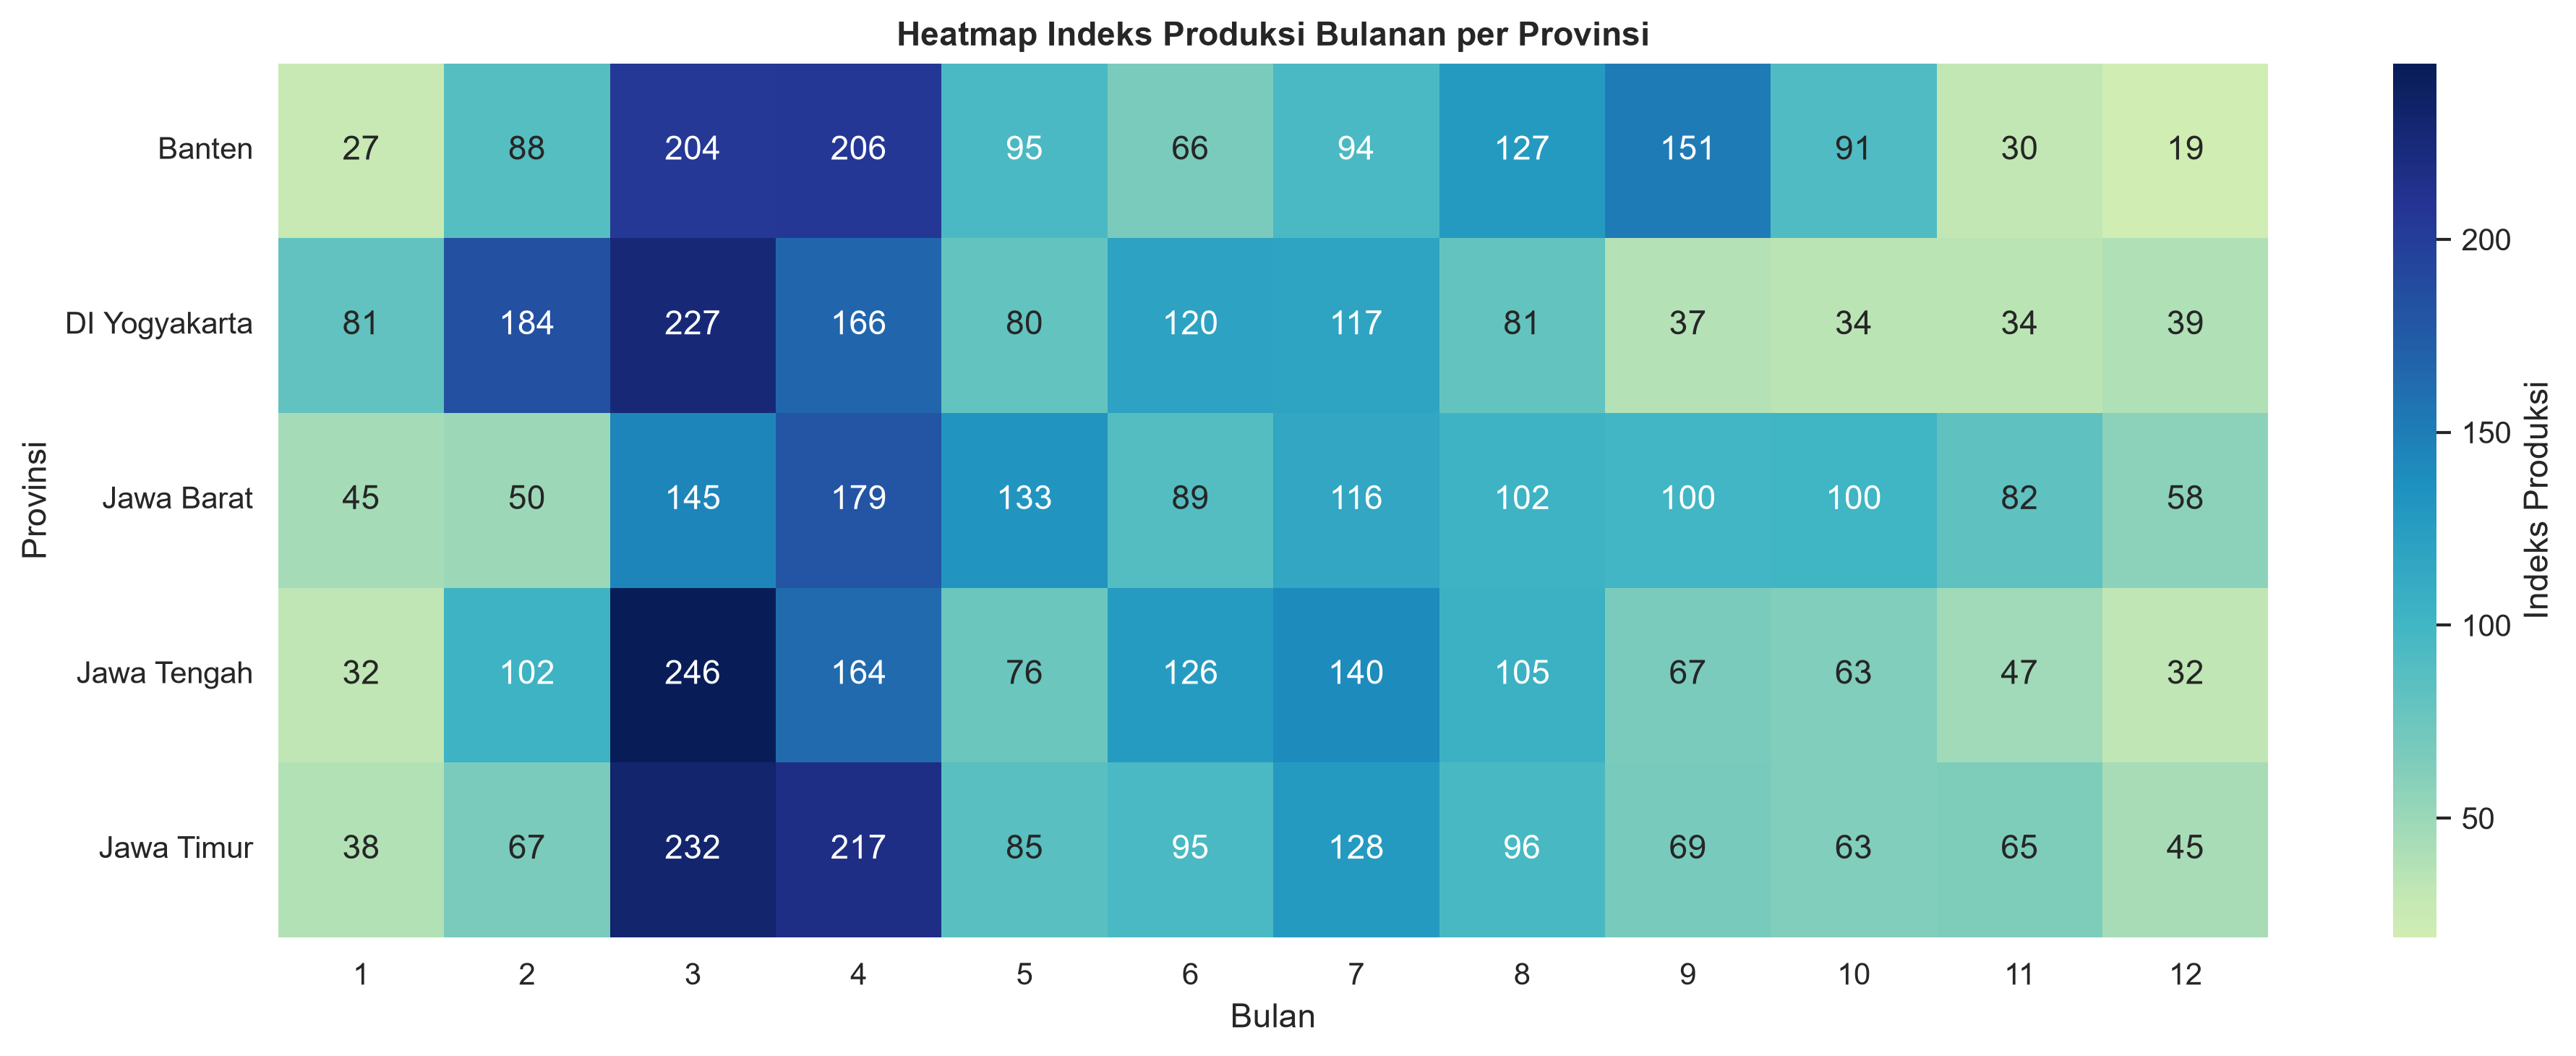 Heatmap Indeks Produksi Bulanan per Provinsi
Provinsi
Banten 27 88 204 206 95 66 94 127 151 91 30 19
DI Yogyakarta 81 184 227 166 80 120 117 81 37 34 34 39
Jawa Barat 45 50 145 179 133 89 116 102 100 100 82 58
Jawa Tengah 32 102 246 164 76 126 140 105 67 63 47 32
Jawa Timur 38 67 232 217 85 95 128 96 69 63 65 45
1 2 3 4 5 6 7 8 9 10 11 12
Bulan
200
150
100
50
Indeks Produksi